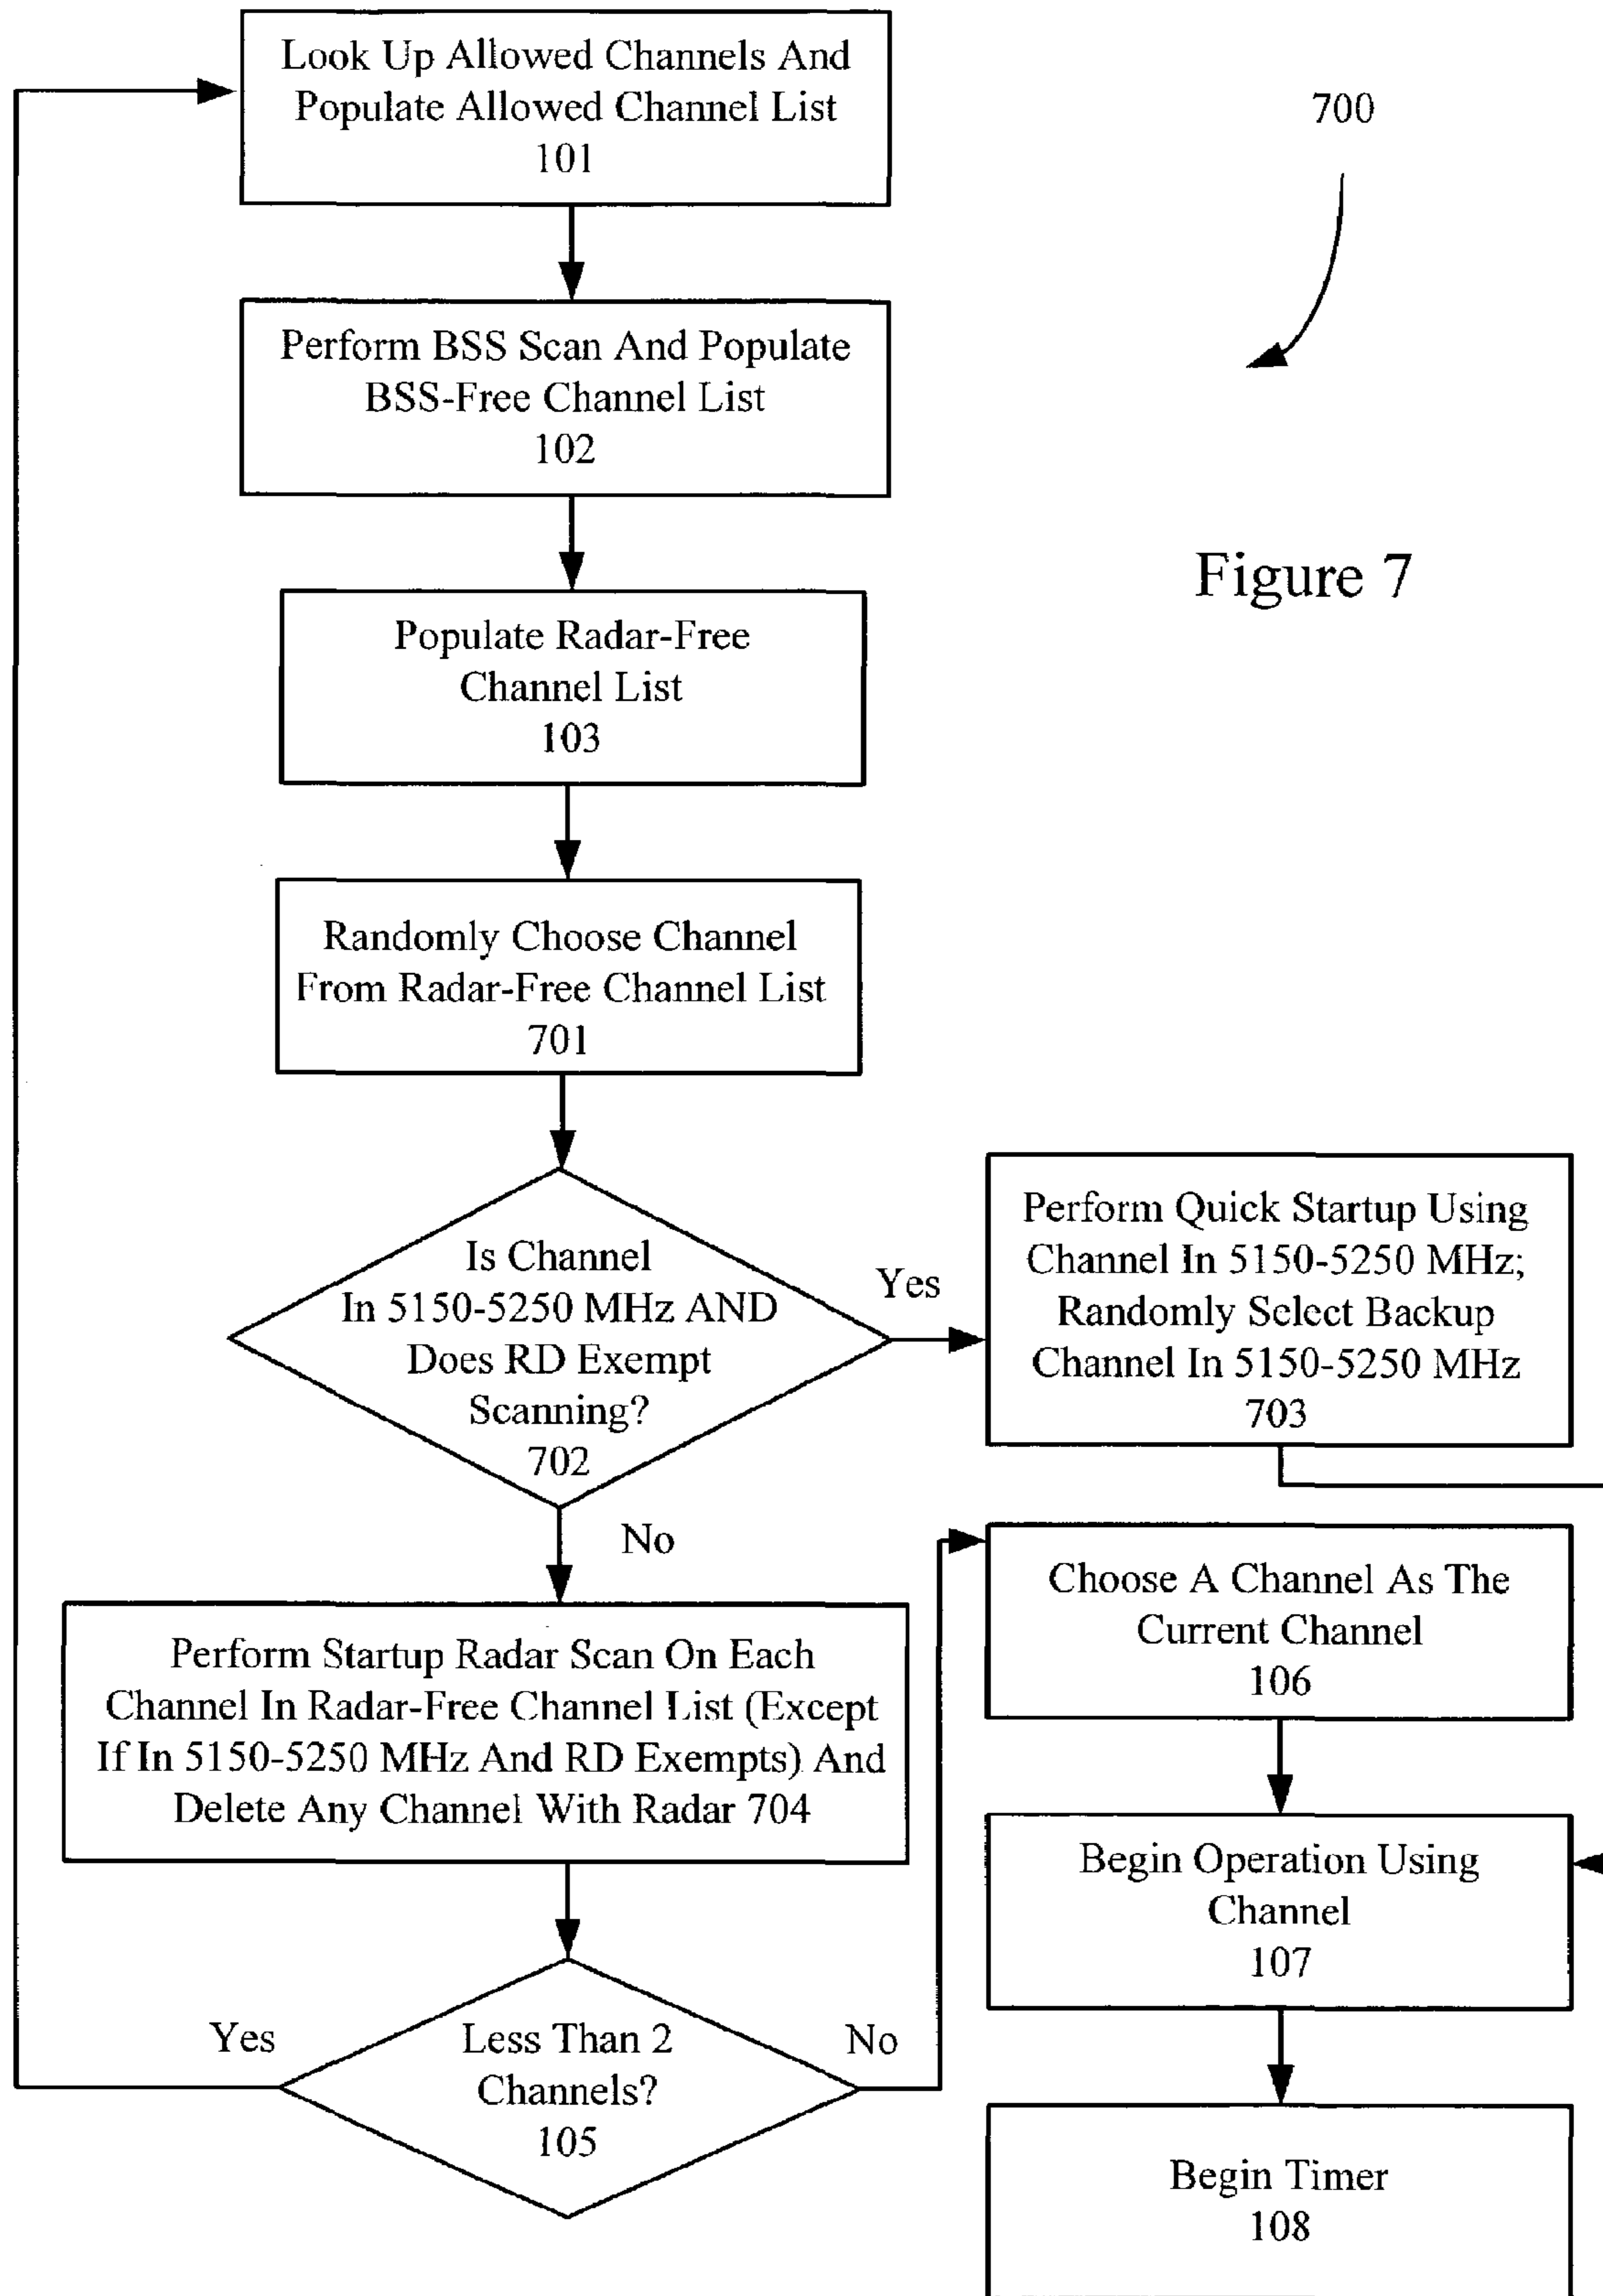 Look Up Allowed Channels And
Populate Allowed Channel List
101
700
Perform BSS Scan And Populate
BSS-Free Channel List
102
Figure 7
Populate Radar-Free
Channel List
103
Randomly Choose Channel
From Radar-Free Channel List
701
Is Channel
In 5150-5250 MHz AND
Does RD Exempt
Scanning?
702
Yes
Perform Quick Startup Using
Channel In 5150-5250 MHz;
Randomly Select Backup
Channel In 5150-5250 MHz
703
No
Perform Startup Radar Scan On Each
Channel In Radar-Free Channel List (Except
If In 5150-5250 MHz And RD Exempts) And
Delete Any Channel With Radar 704
Yes
Less Than 2
Channels?
105
No
Choose A Channel As The
Current Channel
106
Begin Operation Using
Channel
107
Begin Timer
108